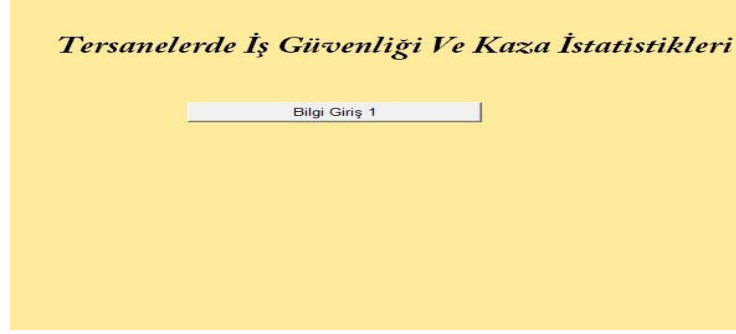 Tersanelerde İş Güvenliği Ve Kaza İstatistikleri
Bilgi Giriş 1